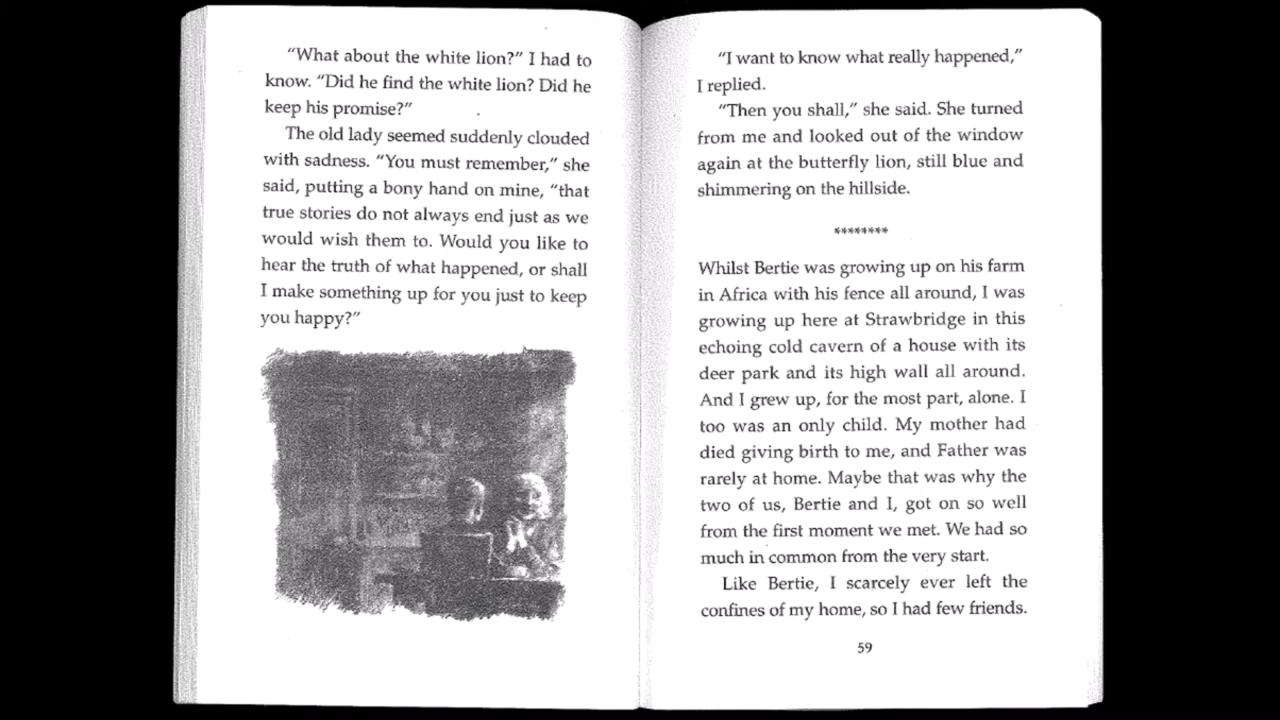 “What about the white lion?” I had to
know. “Did he find the white lion? Did he
keep his promise?”
The old lady seemed suddenly clouded
with sadness. “You must remember,” she
said, putting a bony hand on mine, “that
true stories do not always end just as we
would wish them to. Would you like to
hear the truth of what happened, or shall
I make something up for you just to keep
you happy?”
“I want to know what really happened,”
I replied.
“Then you shall,” she said. She turned
from me and looked out of the window
again at the butterfly lion, still blue and
shimmering on the hillside.
********
Whilst Bertie was growing up on his farm
in Africa with his fence all around, I was
growing up here at Strawbridge in this
echoing cold cavern of a house with its
deer park and its high wall all around.
And I grew up, for the most part, alone. I
too was an only child. My mother had
died giving birth to me, and Father was
rarely at home. Maybe that was why the
two of us, Bertie and I, got on so well
from the first moment we met. We had so
much in common from the very start.
Like Bertie, I scarcely ever left the
confines of my home, so I had few friends.
59